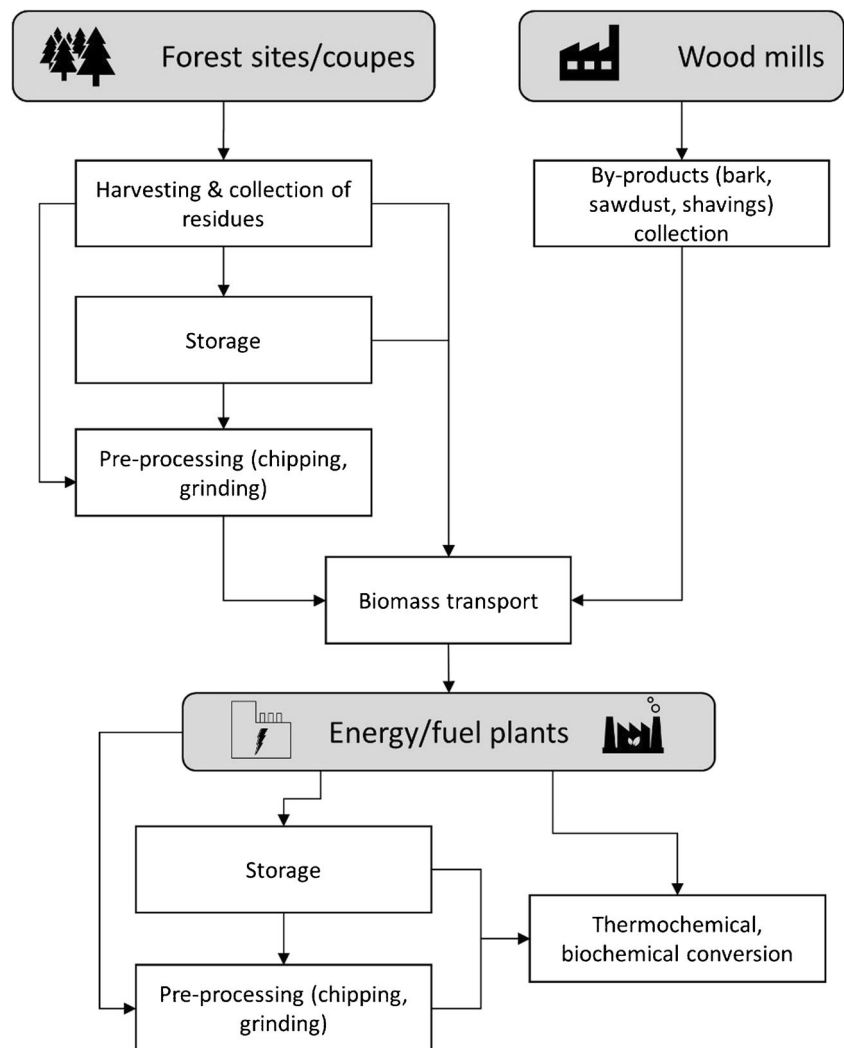 Forest sites/coupes
Wood mills
Harvesting & collection of
residues
By-products (bark,
sawdust, shavings)
collection
Storage
Pre-processing (chipping,
grinding)
Biomass transport
Energy/fuel plants
Storage
Thermochemical,
biochemical conversion
Pre-processing (chipping,
grinding)